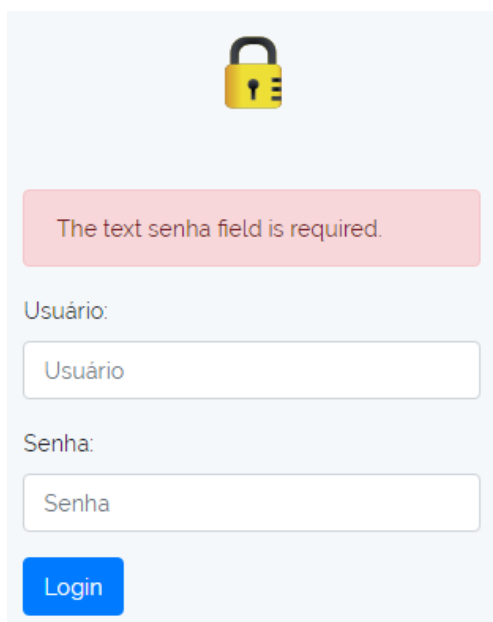 The text senha field is required.
Usuário:
Usuário
Senha:
Senha
Login